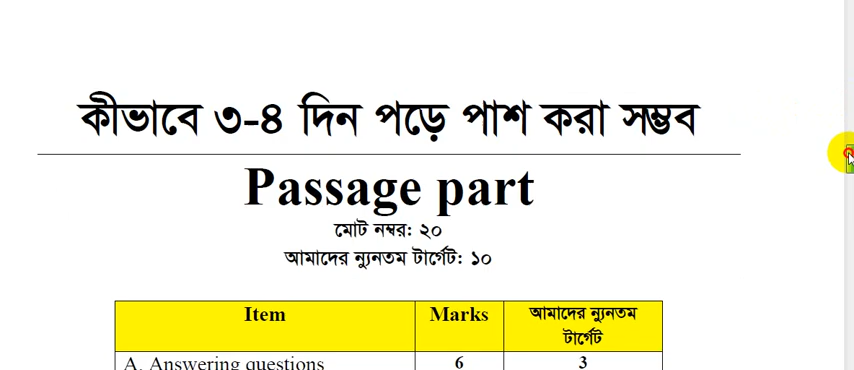 কীভাবে ৩-৪ দিন পড়ে পাশ করা সম্ভব
Passage part
মোট নম্বর: ২০
আমাদের ন্যুনতম টার্গেট: ১০
Item Marks আমাদের ন্যুনতম
টার্গেট
A. Answering questions 6 3